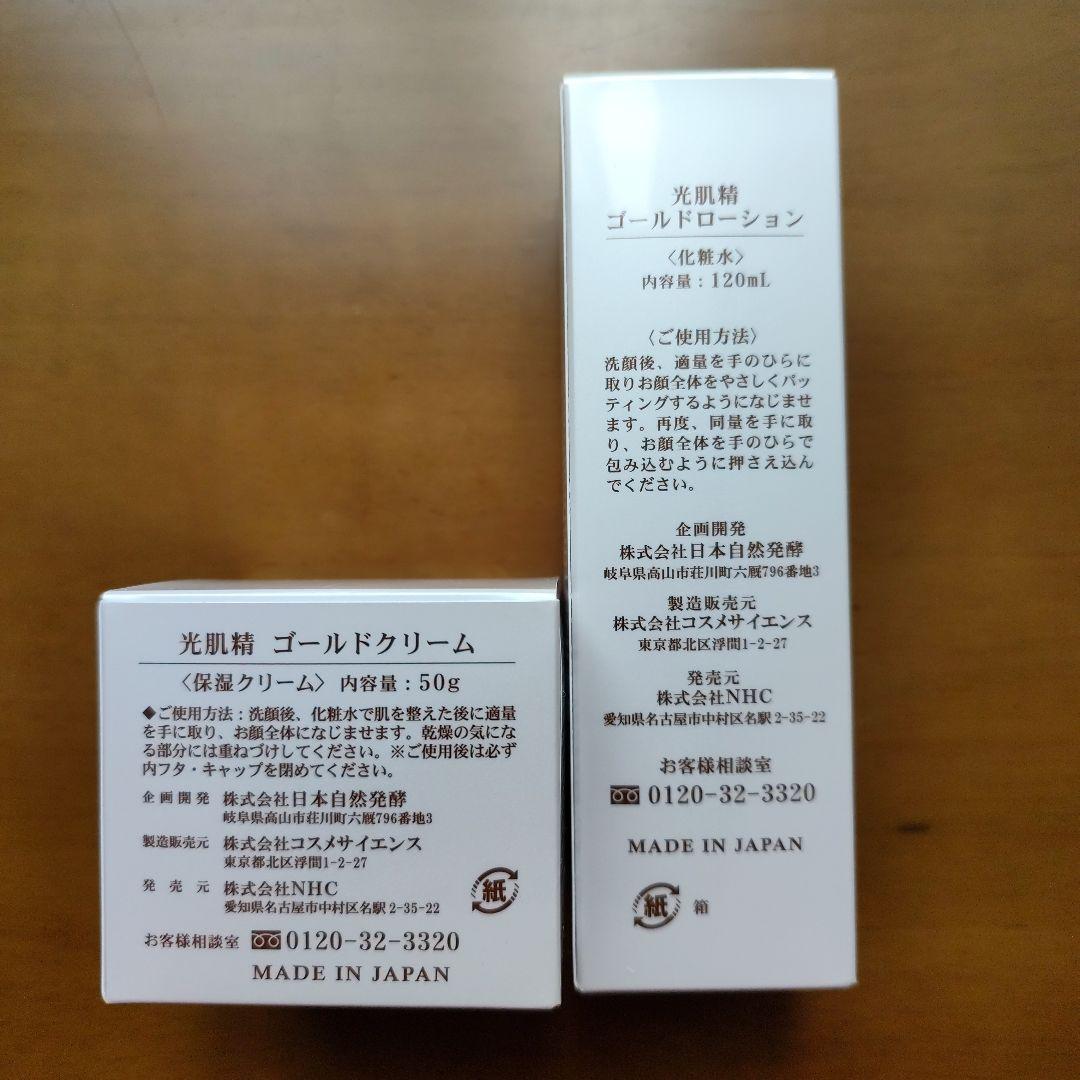 光肌精
ゴールドローション
〈化粧水〉
内容量：120mL
〈ご使用方法〉
洗顔後、適量を手のひらに
取りお顔全体をやさしくパッ
ティングするようになじませ
ます。再度、同量を手に取
り、お顔全体を手のひらで
包み込むように押さえ込ん
でください。
企画開発
株式会社日本自然発酵
岐阜県高山市荘川町六厩796番地3
製造販売元
株式会社コスメサイエンス
東京都北区浮間1-2-27
発売元
株式会社NHC
愛知県名古屋市中村区名駅2-35-22
お客様相談室
0120-32-3320
MADE IN JAPAN
紙 箱
光肌精 ゴールドクリーム
〈保湿クリーム〉 内容量：50g
◆ご使用方法：洗顔後、化粧水で肌を整えた後に適量
を手に取り、お顔全体になじませます。乾燥の気にな
る部分には重ねづけしてください。※ご使用後は必ず
内フタ・キャップを閉めてください。
企画開発 株式会社日本自然発酵
岐阜県高山市荘川町六厩796番地3
製造販売元 株式会社コスメサイエンス
東京都北区浮間1-2-27
発売元 株式会社NHC
愛知県名古屋市中村区名駅2-35-22
紙
お客様相談室 0120-32-3320
MADE IN JAPAN